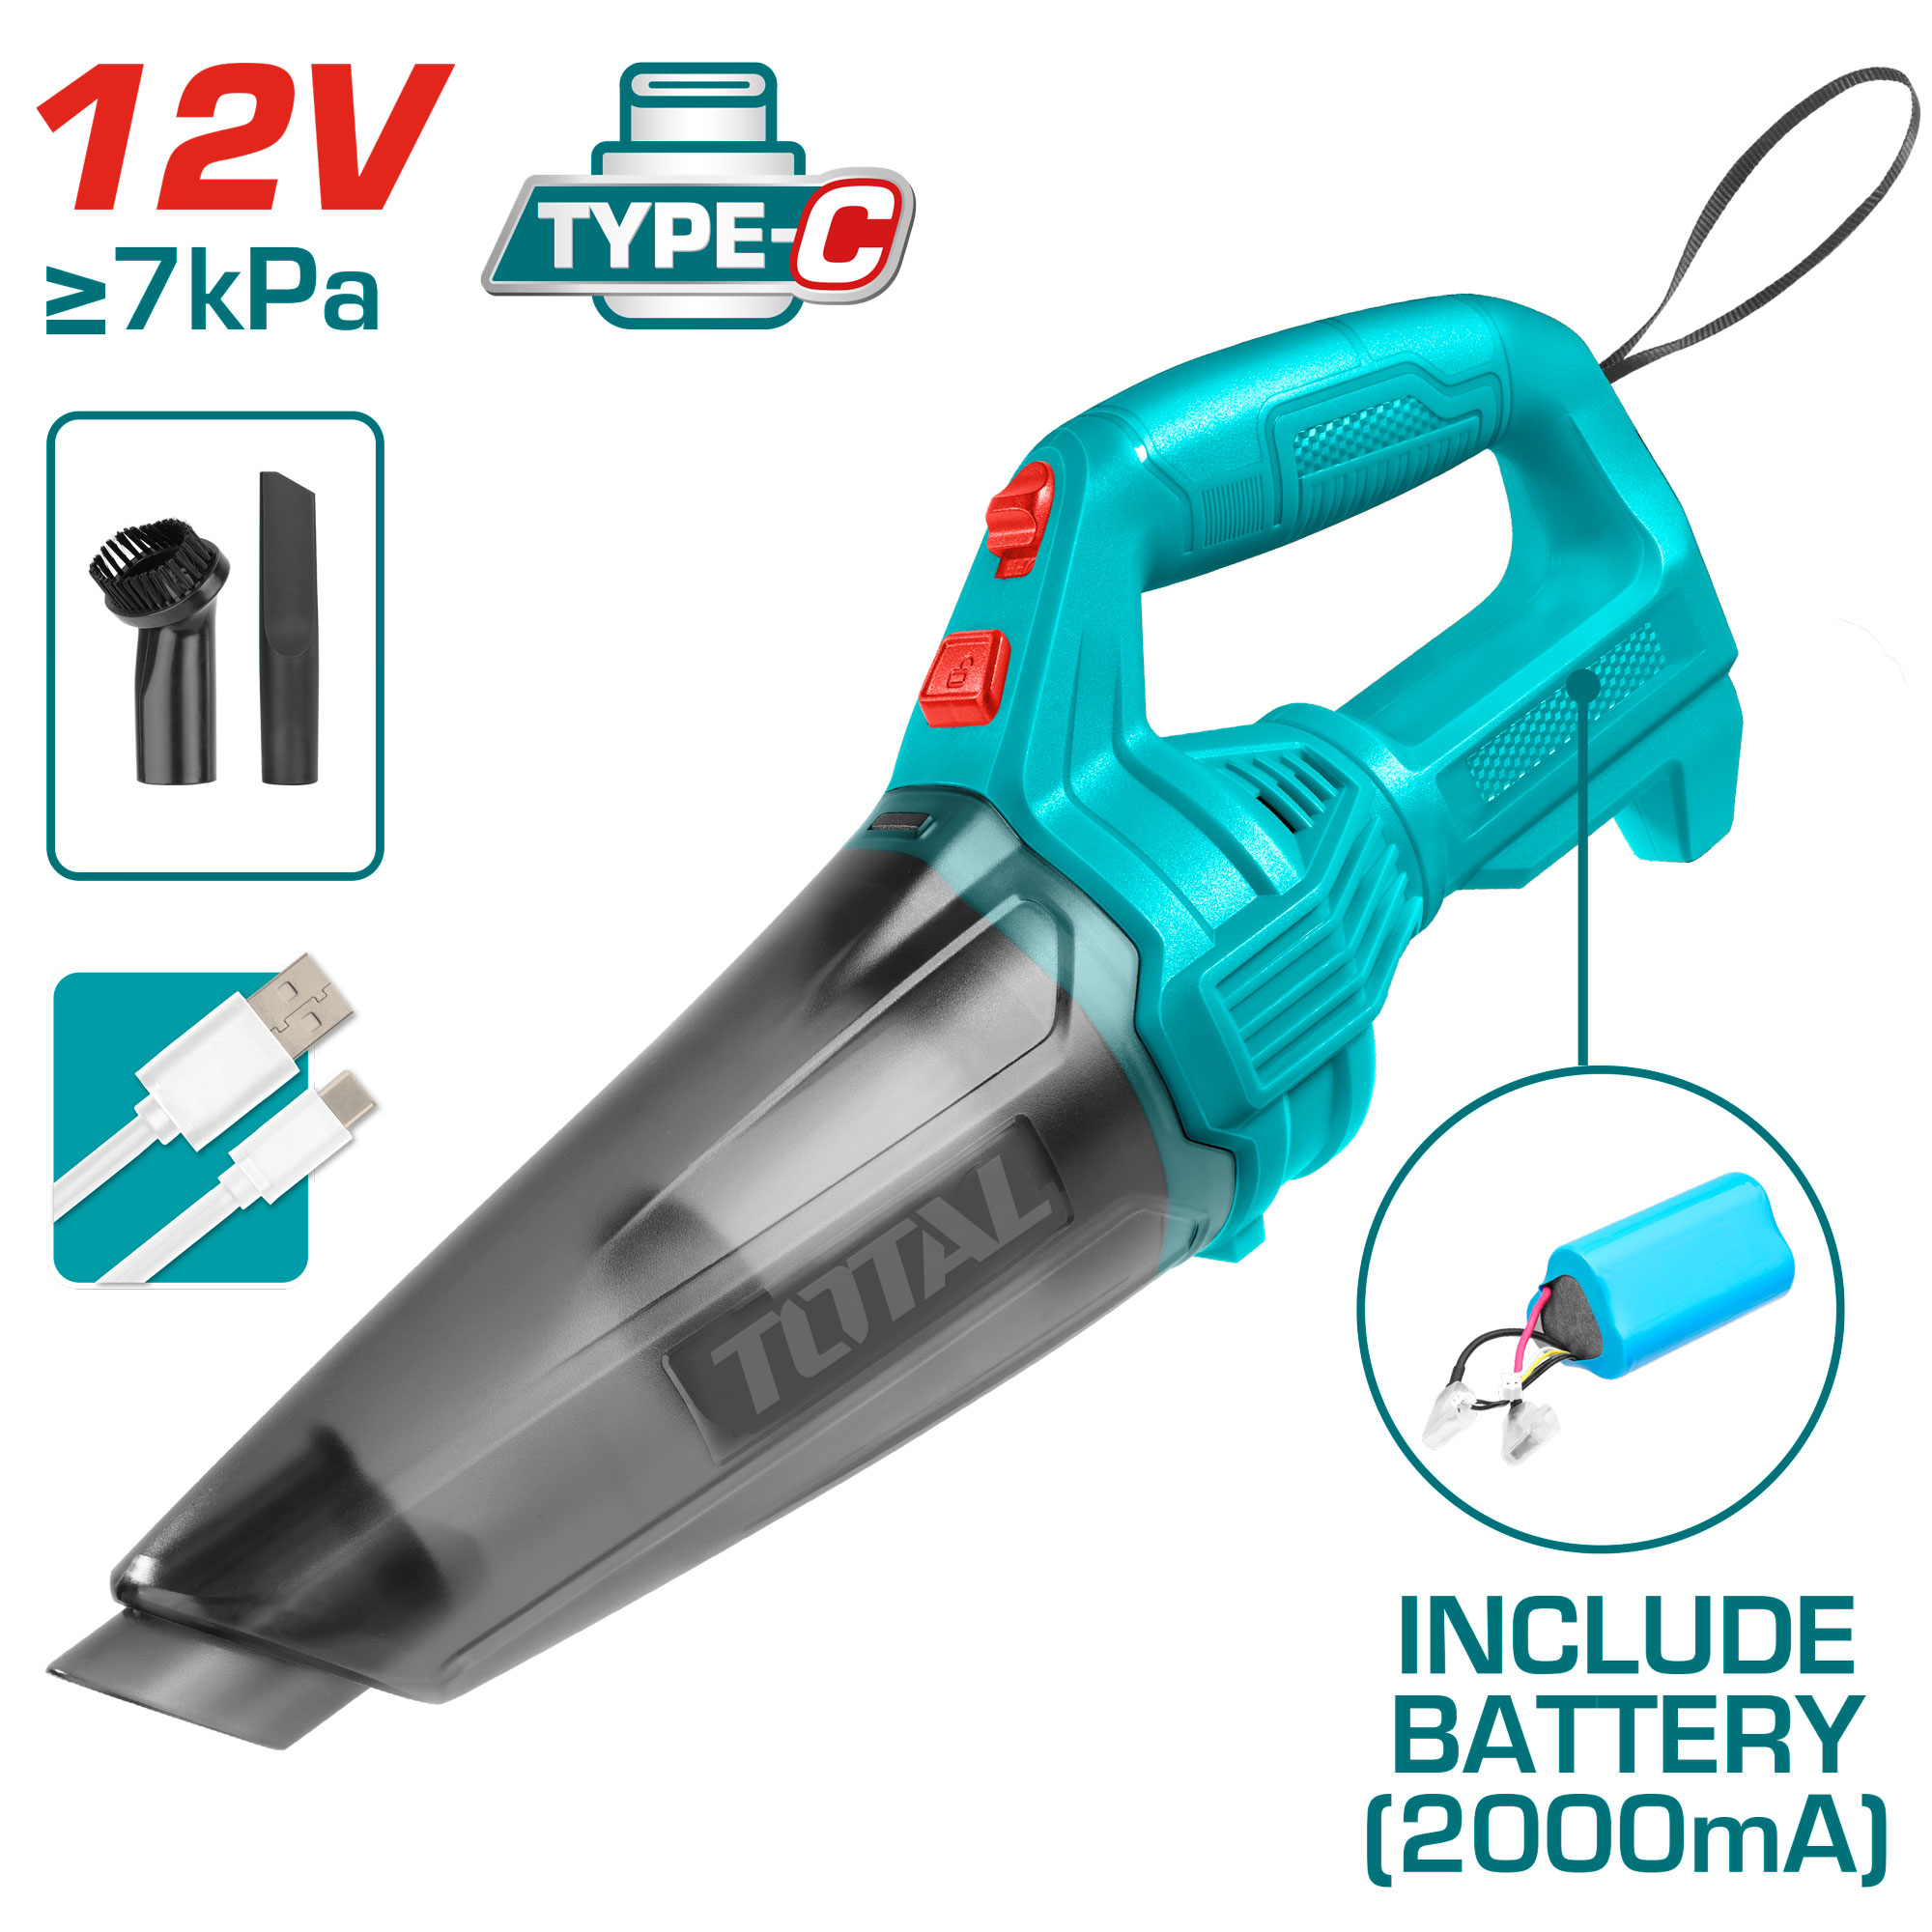 12V
≥7kPa
TYPE-C
TOTAL
INCLUDE
BATTERY
(2000mA)